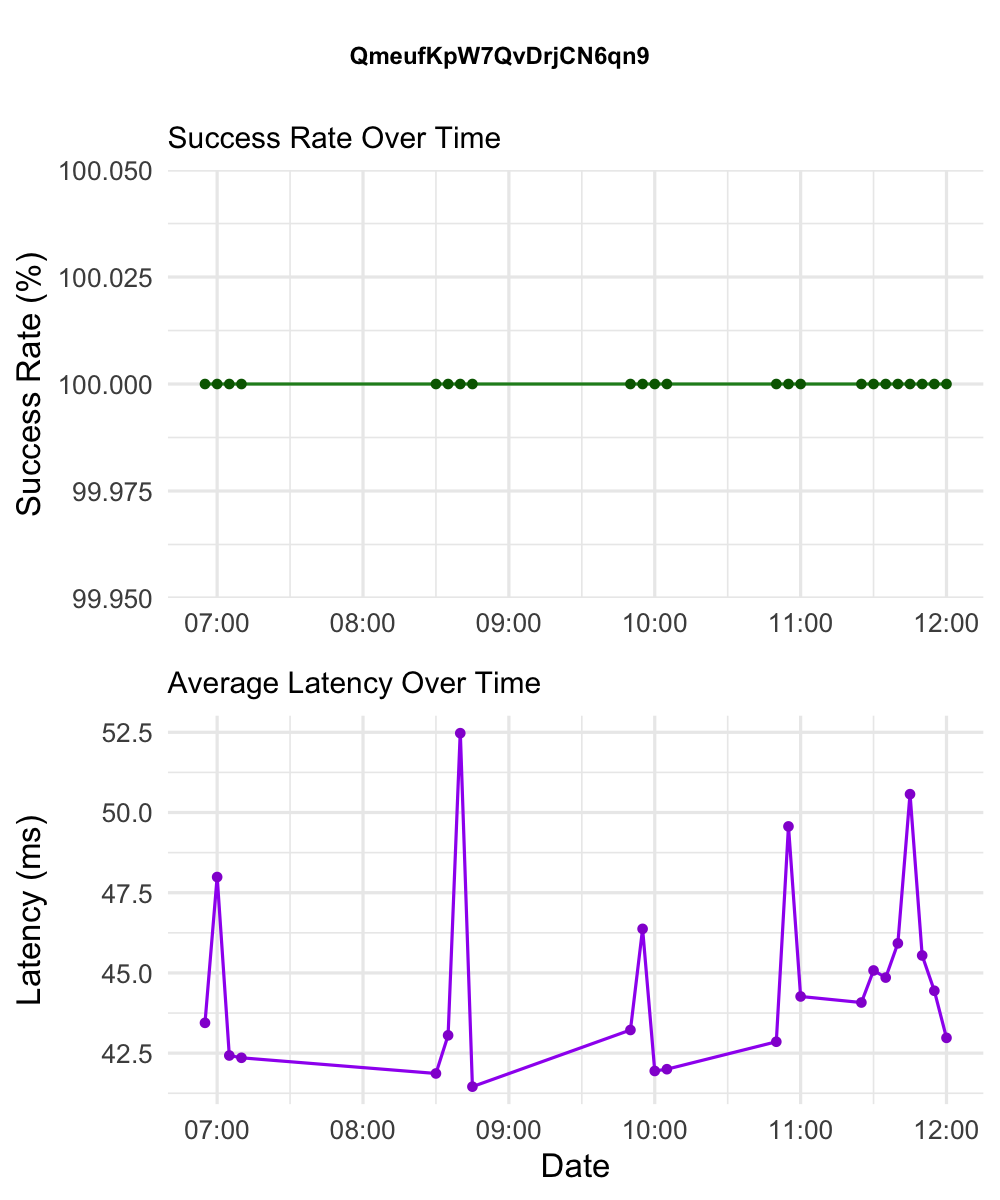 QmeufKpW7QvDrjCN6qn9
Success Rate Over Time
Success Rate (%)
100.050
100.025
100.000
99.975
99.950
07:00 08:00 09:00 10:00 11:00 12:00
Average Latency Over Time
Latency (ms)
52.5
50.0
47.5
45.0
42.5
07:00 08:00 09:00 10:00 11:00 12:00
Date